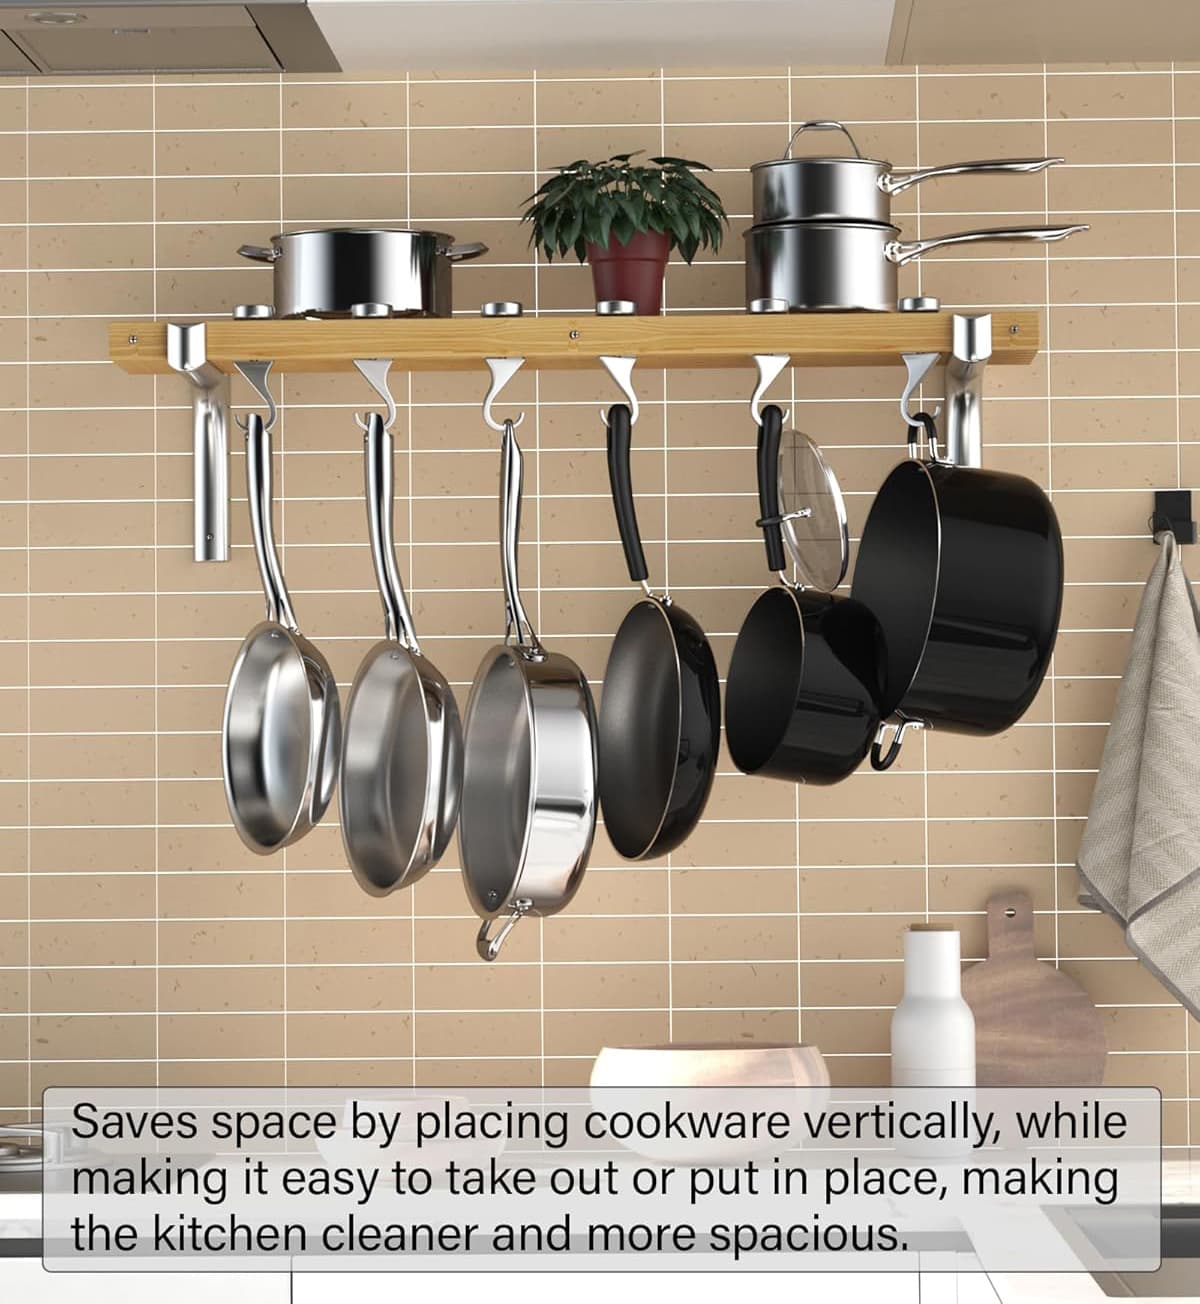 Saves space by placing cookware vertically, while
making it easy to take out or put in place, making
the kitchen cleaner and more spacious.